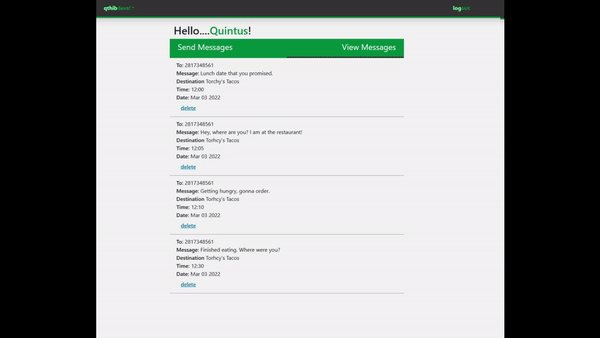 qthibdevs!
logout
Hello....Quintus!
Send Messages
View Messages
To: 2817348561
Message: Lunch date that you promised.
Destination Torchy's Tacos
Time: 12:00
Date: Mar 03 2022
delete
To: 2817348561
Message: Hey, where are you? I am at the restaurant!
Destination Torhcy's Tacos
Time: 12:05
Date: Mar 03 2022
delete
To: 2817348561
Message: Getting hungry, gonna order.
Destination Torhcy's Tacos
Time: 12:10
Date: Mar 03 2022
delete
To: 2817348561
Message: Finished eating. Where were you?
Destination Torhcy's Tacos
Time: 12:30
Date: Mar 03 2022
delete